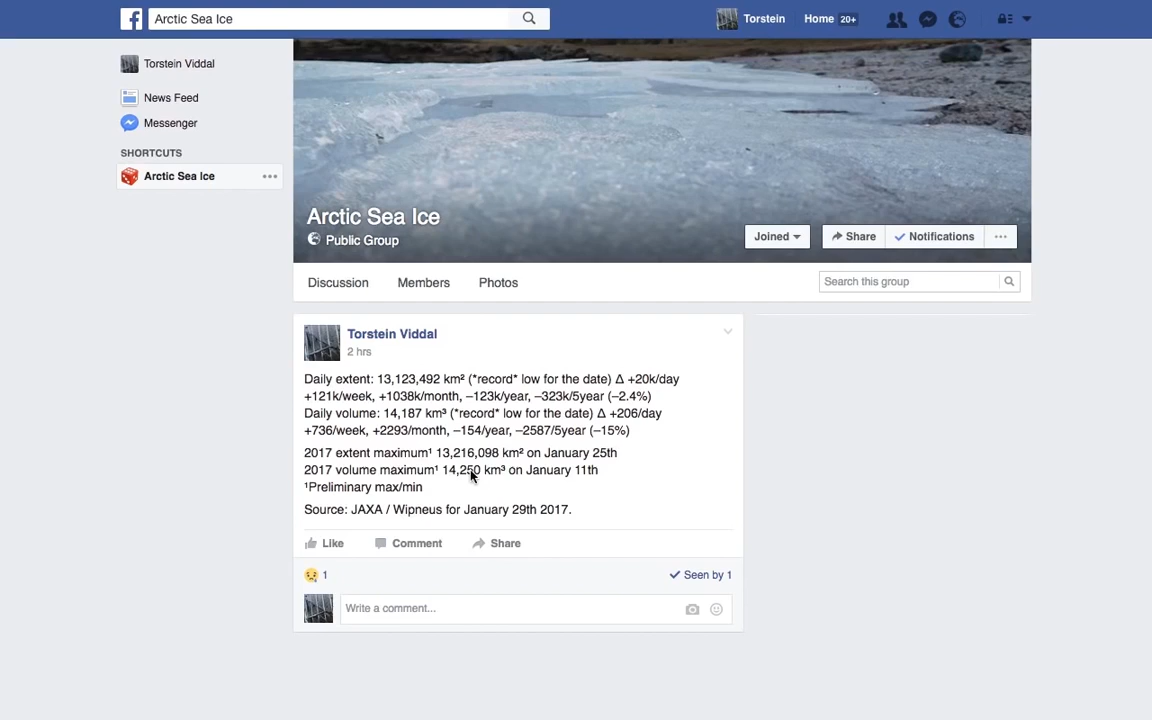 Arctic Sea Ice
Torstein
Home 20+
Torstein Viddal
News Feed
Messenger
SHORTCUTS
Arctic Sea Ice
Arctic Sea Ice
Public Group
Joined
Share
Notifications
Discussion
Members
Photos
Search this group
Torstein Viddal
2 hrs
Daily extent: 13,123,492 km² (*record* low for the date) Δ +20k/day
+121k/week, +1038k/month, –123k/year, –323k/5year (–2.4%)
Daily volume: 14,187 km³ (*record* low for the date) Δ +206/day
+736/week, +2293/month, –154/year, –2587/5year (–15%)
2017 extent maximum¹ 13,216,098 km² on January 25th
2017 volume maximum¹ 14,250 km³ on January 11th
¹Preliminary max/min
Source: JAXA / Wipneus for January 29th 2017.
Like
Comment
Share
1
Seen by 1
Write a comment...